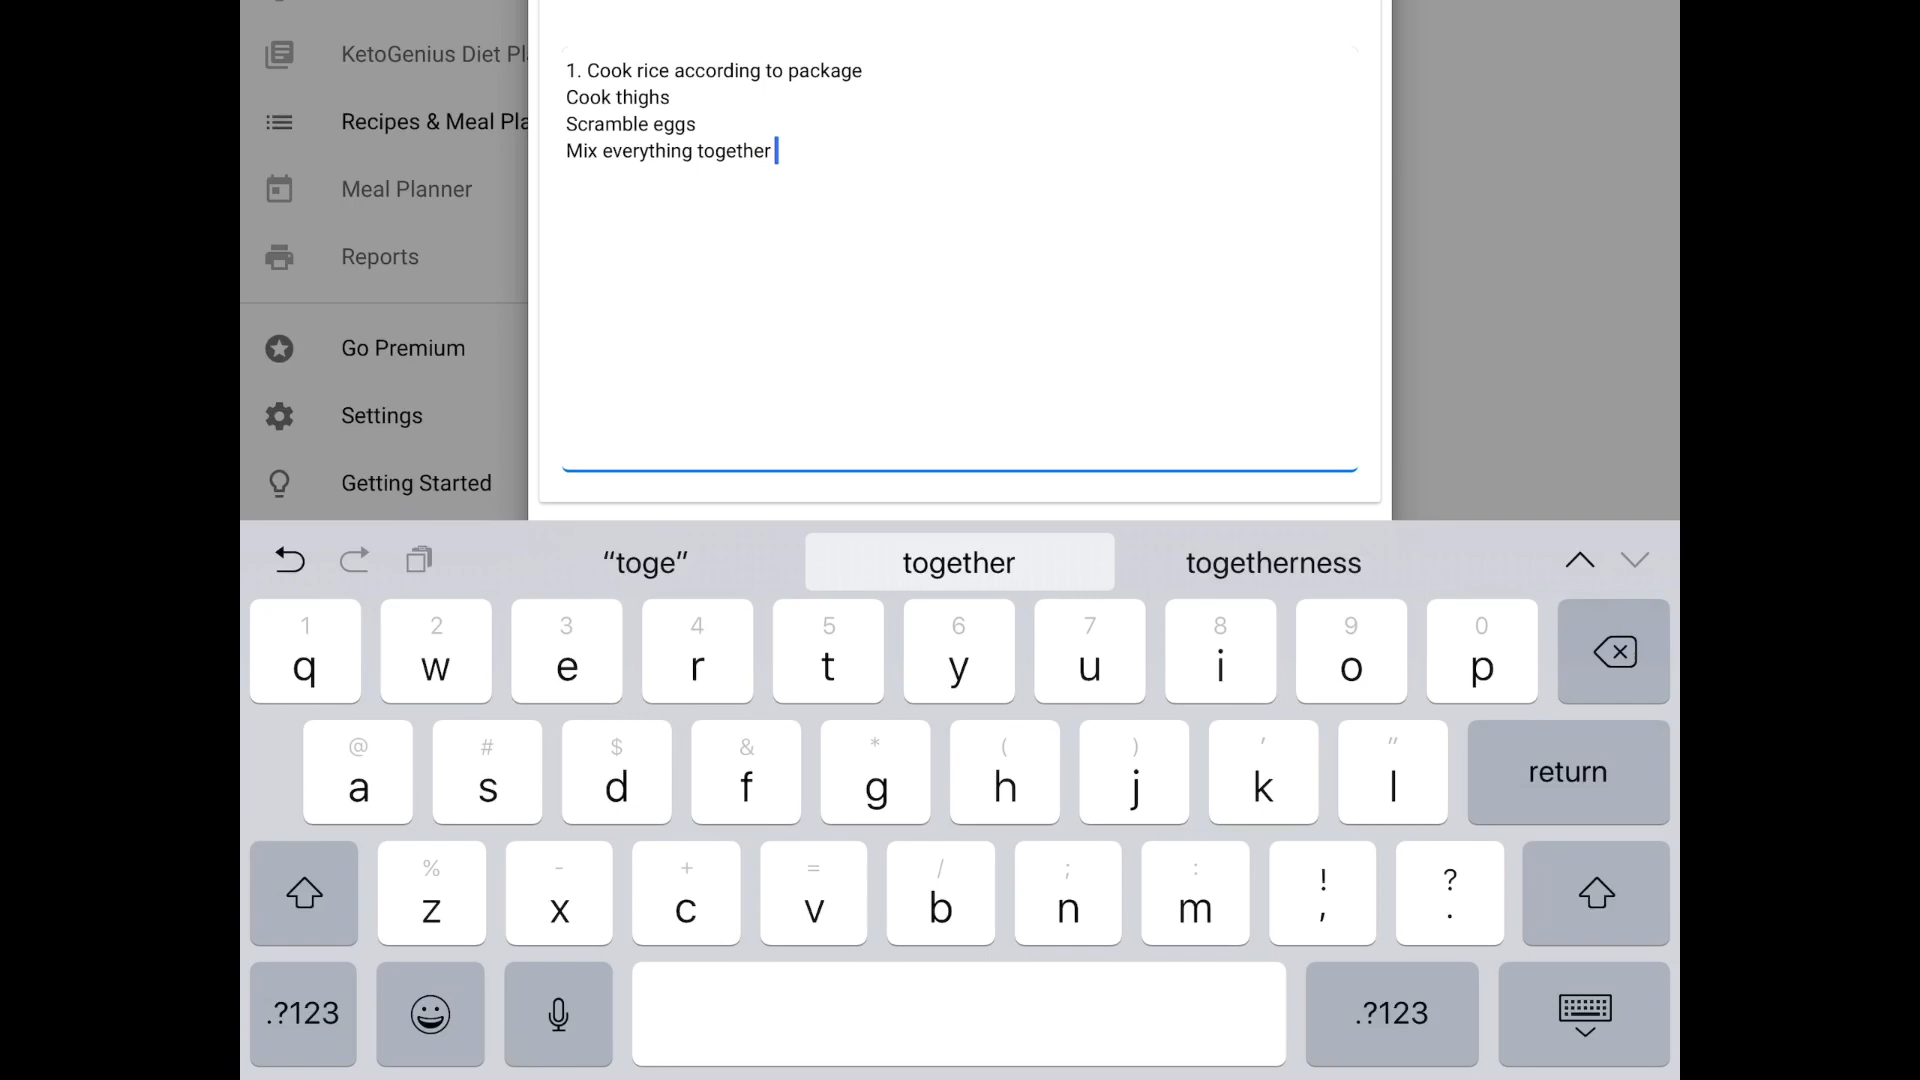 KetoGenius Diet Pl
Recipes & Meal Pla
Meal Planner
Reports
Go Premium
Settings
Getting Started
1. Cook rice according to package
Cook thighs
Scramble eggs
Mix everything together
“toge” together togetherness
1 2 3 4 5 6 7 8 9 0
q w e r t y u i o p
@ # $ & * ( ) ' "
a s d f g h j k l return
% - + = / ; : ! ?
z x c v b n m , .
.?123 .?123